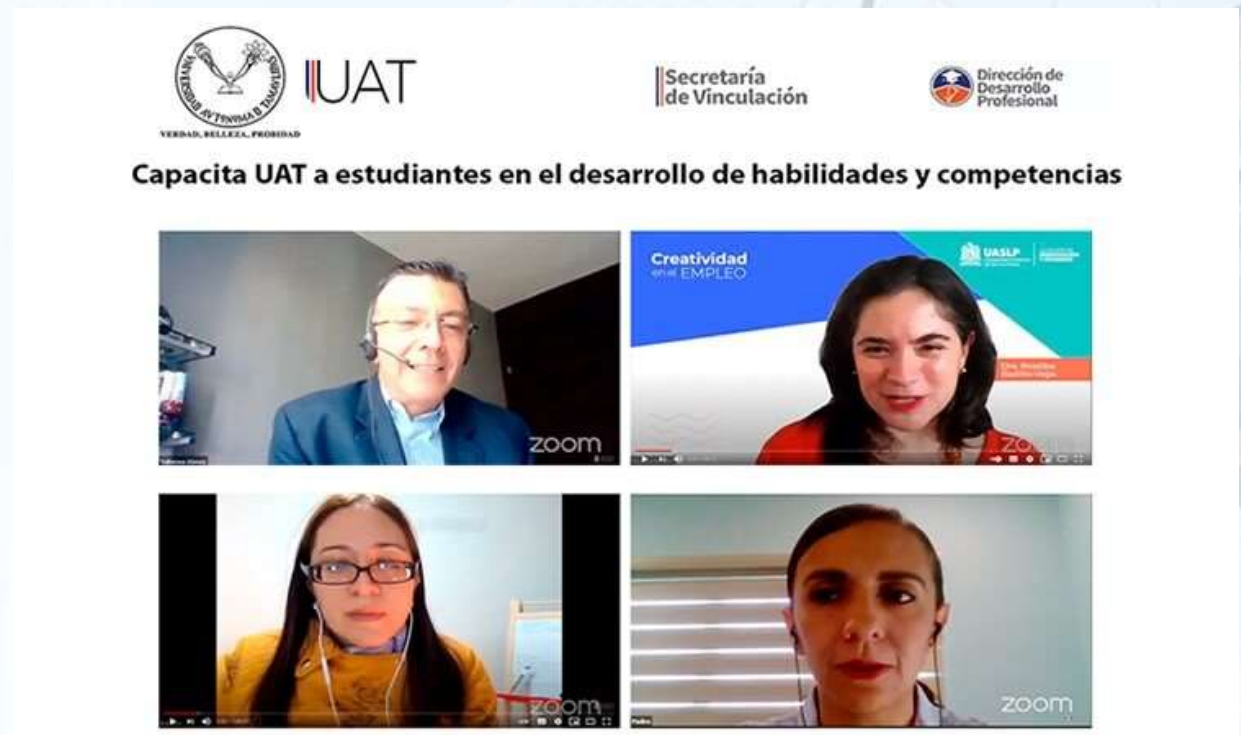 UAT
VERDAD, BELLEZA, PROBIDAD
Secretaría
de Vinculación
Dirección de
Desarrollo
Profesional
Capacita UAT a estudiantes en el desarrollo de habilidades y competencias
Creatividad
en el EMPLEO
UASLP
zoom
zoom
zoom
zoom